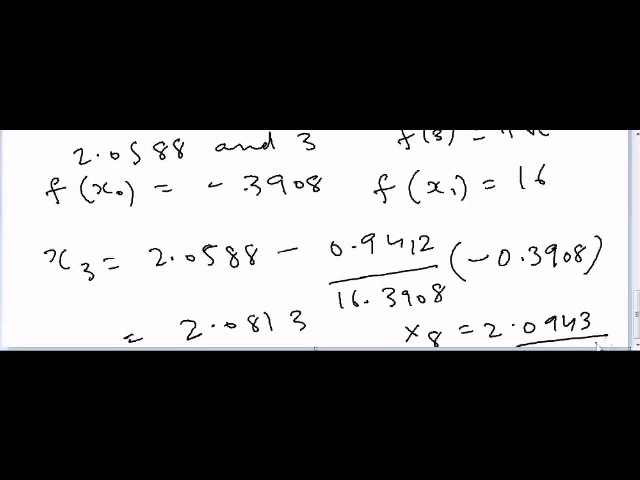 2.0588 and 3 f(3) =
f(x₀) = - .3908 f(x₁) = 16
x₃ = 2.0588 - 0.9412/16.3908 (-0.3908)
= 2.0813 x₈ = 2.0943